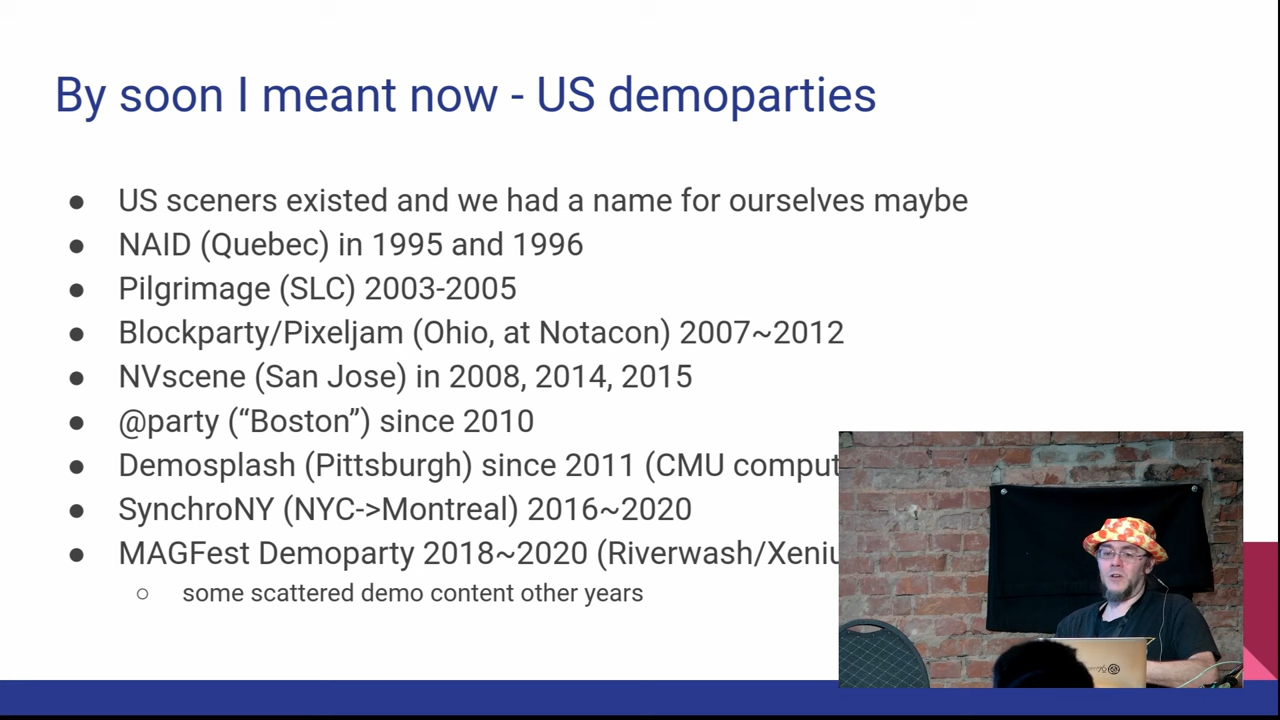 By soon I meant now - US demoparties
● US sceners existed and we had a name for ourselves maybe
● NAID (Quebec) in 1995 and 1996
● Pilgrimage (SLC) 2003-2005
● Blockparty/Pixeljam (Ohio, at Notacon) 2007~2012
● NVscene (San Jose) in 2008, 2014, 2015
● @party (“Boston”) since 2010
● Demosplash (Pittsburgh) since 2011 (CMU
● SynchroNY (NYC->Montreal) 2016~2020
● MAGFest Demoparty 2018~2020
○ some scattered demo content other years